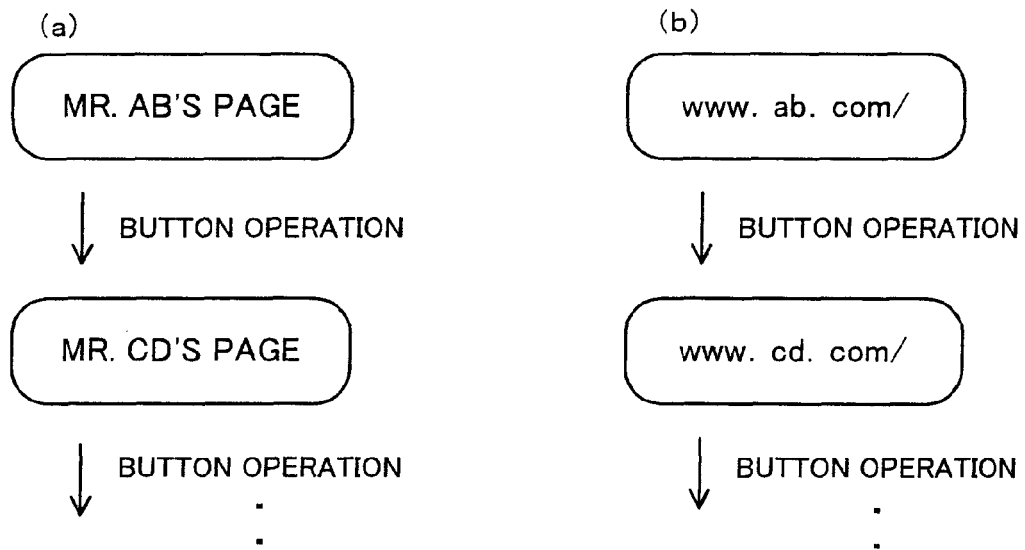 (a)
MR. AB'S PAGE
BUTTON OPERATION
MR. CD'S PAGE
BUTTON OPERATION
(b)
www. ab. com/
BUTTON OPERATION
www. cd. com/
BUTTON OPERATION